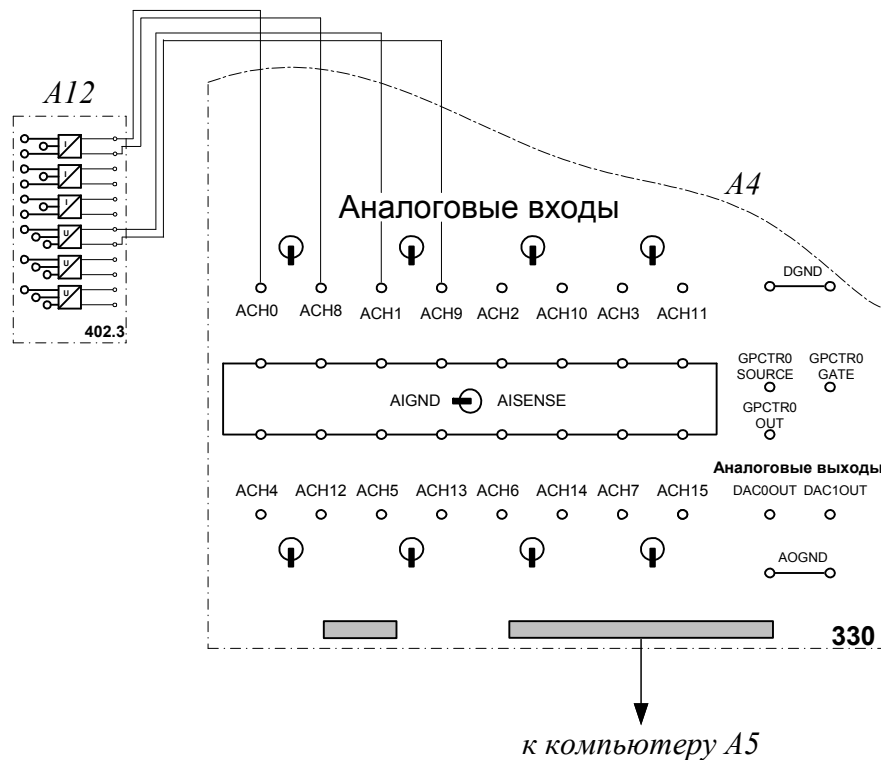 A12
I
I
I
U
U
U
402.3
A4
Аналоговые входы
DGND
ACH0 ACH8 ACH1 ACH9 ACH2 ACH10 ACH3 ACH11
GPCTR0 SOURCE
GPCTR0 GATE
AIGND AISENSE
GPCTR0 OUT
Аналоговые выходы
ACH4 ACH12 ACH5 ACH13 ACH6 ACH14 ACH7 ACH15
DAC0OUT DAC1OUT
AOGND
330
к компьютеру A5